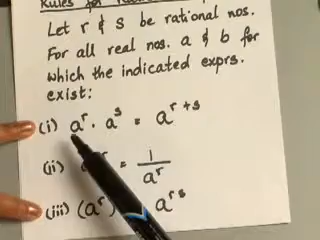 Rules for
Let r & s be rational nos.
For all real nos. a & b for
which the indicated exprs.
exist:
(i) a^r · a^s = a^{r+s}
(ii) = 1/a^r
(iii) (a^r) a^{rs}